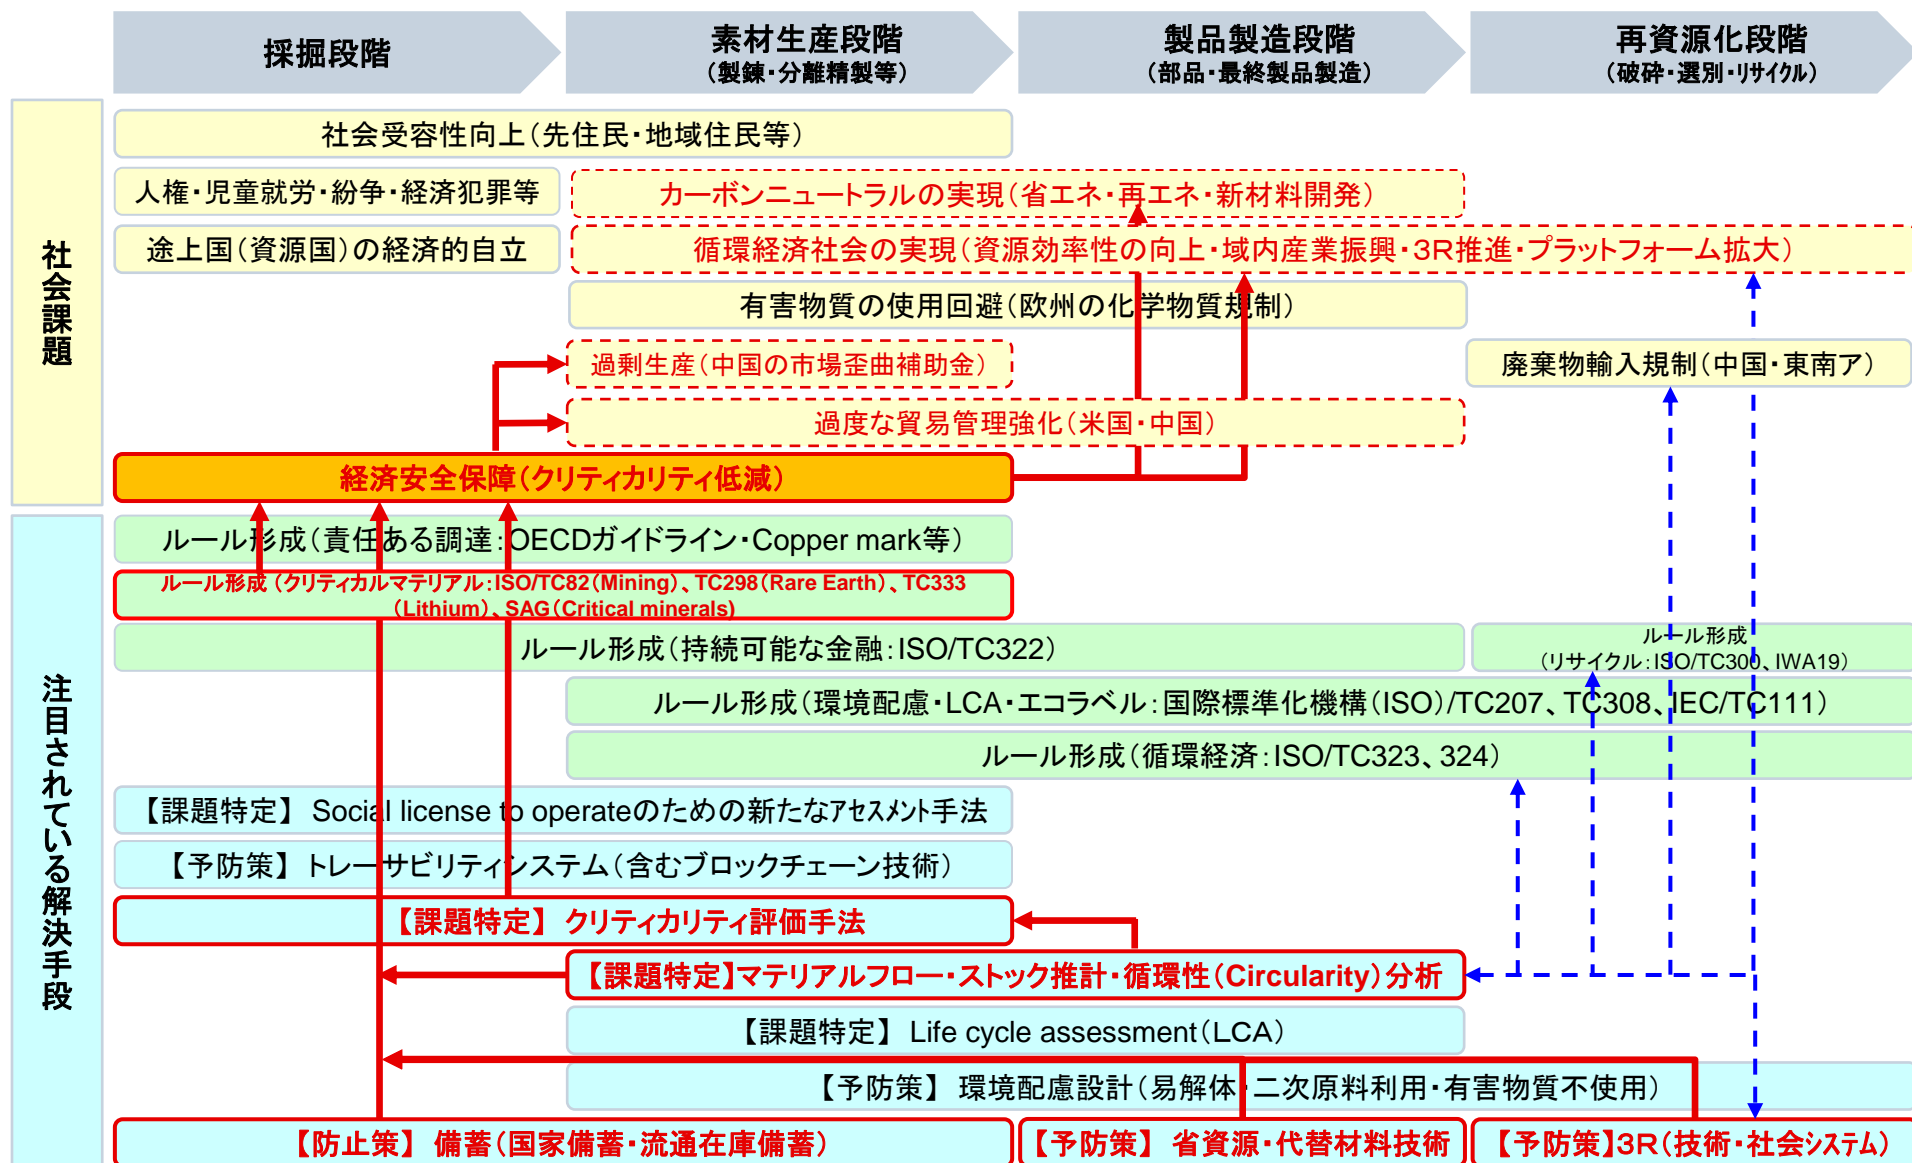 採掘段階
素材生産段階
（製錬・分離精製等）
製品製造段階
（部品・最終製品製造）
再資源化段階
（破砕・選別・リサイクル）
社会課題
社会受容性向上（先住民・地域住民等）
人権・児童就労・紛争・経済犯罪等
カーボンニュートラルの実現（省エネ・再エネ・新材料開発）
途上国（資源国）の経済的自立
循環経済社会の実現（資源効率性の向上・域内産業振興・3R推進・プラットフォーム拡大）
有害物質の使用回避（欧州の化学物質規制）
過剰生産（中国の市場歪曲補助金）
廃棄物輸入規制（中国・東南ア）
過度な貿易管理強化（米国・中国）
経済安全保障（クリティカリティ低減）
注目されている解決手段
ルール形成（責任ある調達：OECDガイドライン・Copper mark等）
ルール形成（クリティカルマテリアル：ISO/TC82（Mining）、TC298（Rare Earth）、TC333
（Lithium）、SAG（Critical minerals)
ルール形成（持続可能な金融：ISO/TC322）
ルール形成
（リサイクル：ISO/TC300、IWA19）
ルール形成（環境配慮・LCA・エコラベル：国際標準化機構（ISO）/TC207、TC308、IEC/TC111）
ルール形成（循環経済：ISO/TC323、324）
【課題特定】 Social license to operateのための新たなアセスメント手法
【予防策】 トレーサビリティシステム（含むブロックチェーン技術）
【課題特定】 クリティカリティ評価手法
【課題特定】マテリアルフロー・ストック推計・循環性（Circularity）分析
【課題特定】 Life cycle assessment（LCA）
【予防策】 環境配慮設計（易解体・二次原料利用・有害物質不使用）
【防止策】 備蓄（国家備蓄・流通在庫備蓄）
【予防策】 省資源・代替材料技術
【予防策】3R（技術・社会システム）